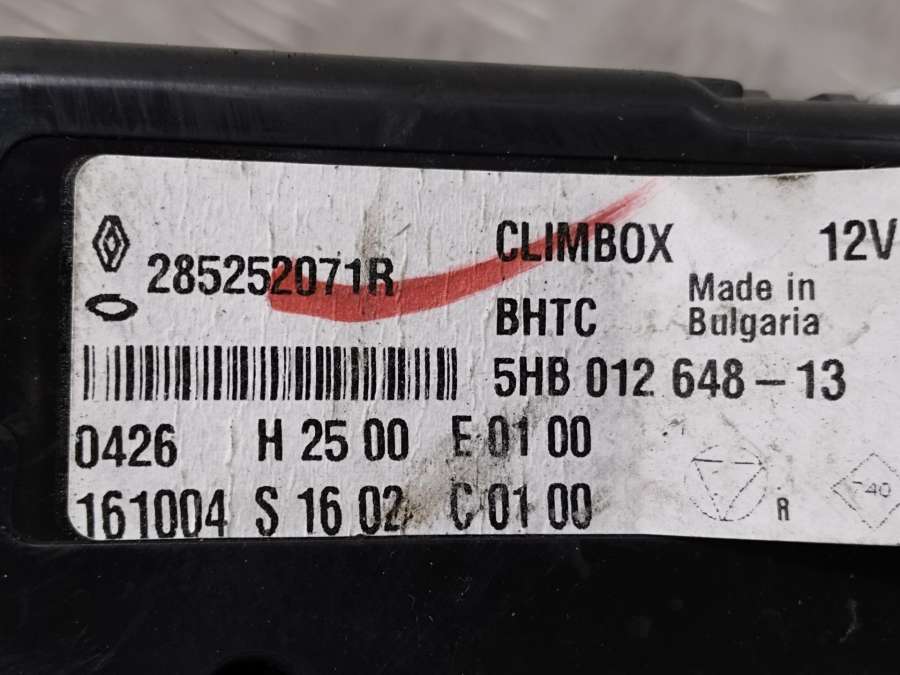 285252071R
CLIMBOX 12V
BHTC Made in
Bulgaria
5HB 012 648-13
0426 H 25 00 E 01 00
161004 S 16 02 C 01 00
R
740